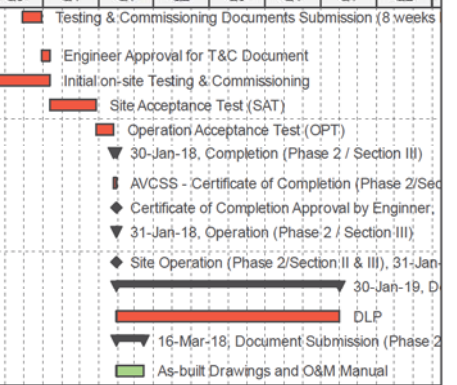 Testing & Commissioning Documents Submission (8 weeks
Engineer Approval for T&C Document
Initial on-site Testing & Commissioning
Site Acceptance Test (SAT)
Operation Acceptance Test (OPT)
30-Jan-18, Completion (Phase 2 / Section III)
AVCSS - Certificate of Completion (Phase 2/Sec
Certificate of Completion Approval by Enginner,
31-Jan-18, Operation (Phase 2 / Section III)
Site Operation (Phase 2/Section II & III), 31-Jan-
30-Jan-19, D
DLP
16-Mar-18, Document Submission (Phase 2
As-built Drawings and O&M Manual